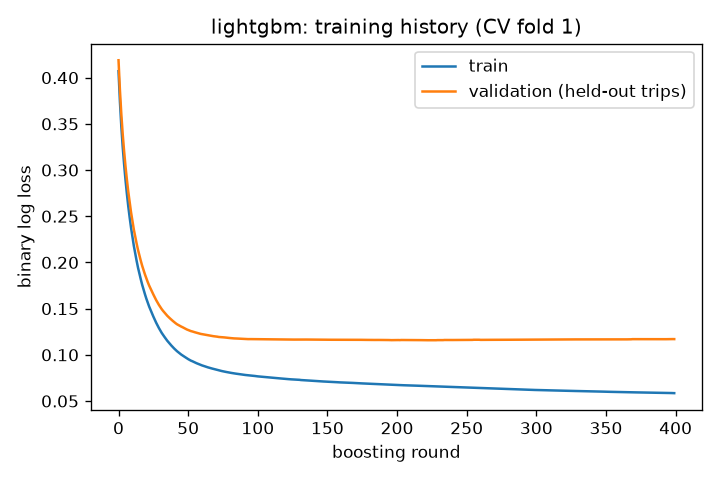 lightgbm: training history (CV fold 1)
train
validation (held-out trips)
binary log loss
0.40
0.35
0.30
0.25
0.20
0.15
0.10
0.05
0 50 100 150 200 250 300 350 400
boosting round